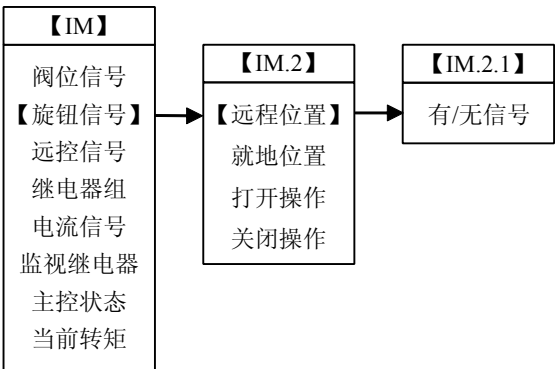 【IM】
阀位信号
【旋钮信号】
远控信号
继电器组
电流信号
监视继电器
主控状态
当前转矩
【IM.2】
【远程位置】
就地位置
打开操作
关闭操作
【IM.2.1】
有/无信号